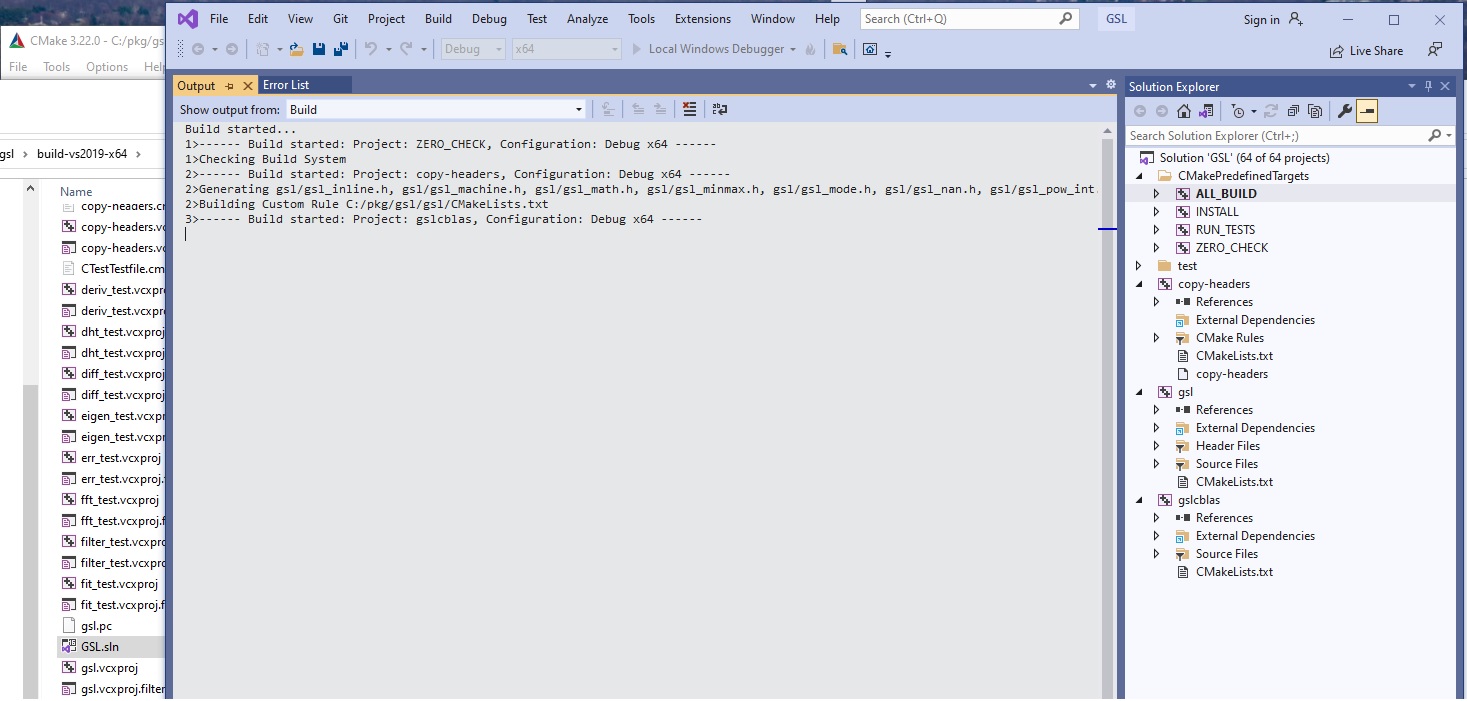 File Edit View Git Project Build Debug Test Analyze Tools Extensions Window Help Search (Ctrl+Q) GSL Sign in
CMake 3.22.0 - C:/pkg/gs
File Tools Options Help
Debug x64 Local Windows Debugger Live Share
Output Error List
Show output from: Build
Build started...
1>------ Build started: Project: ZERO_CHECK, Configuration: Debug x64 ------
1>Checking Build System
2>------ Build started: Project: copy-headers, Configuration: Debug x64 ------
2>Generating gsl/gsl_inline.h, gsl/gsl_machine.h, gsl/gsl_math.h, gsl/gsl_minmax.h, gsl/gsl_mode.h, gsl/gsl_nan.h, gsl/gsl_pow_int.
2>Building Custom Rule C:/pkg/gsl/gsl/CMakeLists.txt
3>------ Build started: Project: gslcblas, Configuration: Debug x64 ------
gsl > build-vs2019-x64 >
Name
copy-headers.cr
copy-headers.vc
copy-headers.vc
CTestTestfile.cm
deriv_test.vcxpro
deriv_test.vcxpro
dht_test.vcxproj
dht_test.vcxproj
diff_test.vcxproj
diff_test.vcxproj
eigen_test.vcxpr
eigen_test.vcxpr
err_test.vcxproj
err_test.vcxproj.
fft_test.vcxproj
fft_test.vcxproj.f
filter_test.vcxpro
filter_test.vcxpro
fit_test.vcxproj
fit_test.vcxproj.f
gsl.pc
GSL.sln
gsl.vcxproj
gsl.vcxproj.filter
Solution Explorer
Search Solution Explorer (Ctrl+;)
Solution 'GSL' (64 of 64 projects)
CMakePredefinedTargets
ALL_BUILD
INSTALL
RUN_TESTS
ZERO_CHECK
test
copy-headers
References
External Dependencies
CMake Rules
CMakeLists.txt
copy-headers
gsl
References
External Dependencies
Header Files
Source Files
CMakeLists.txt
gslcblas
References
External Dependencies
Source Files
CMakeLists.txt